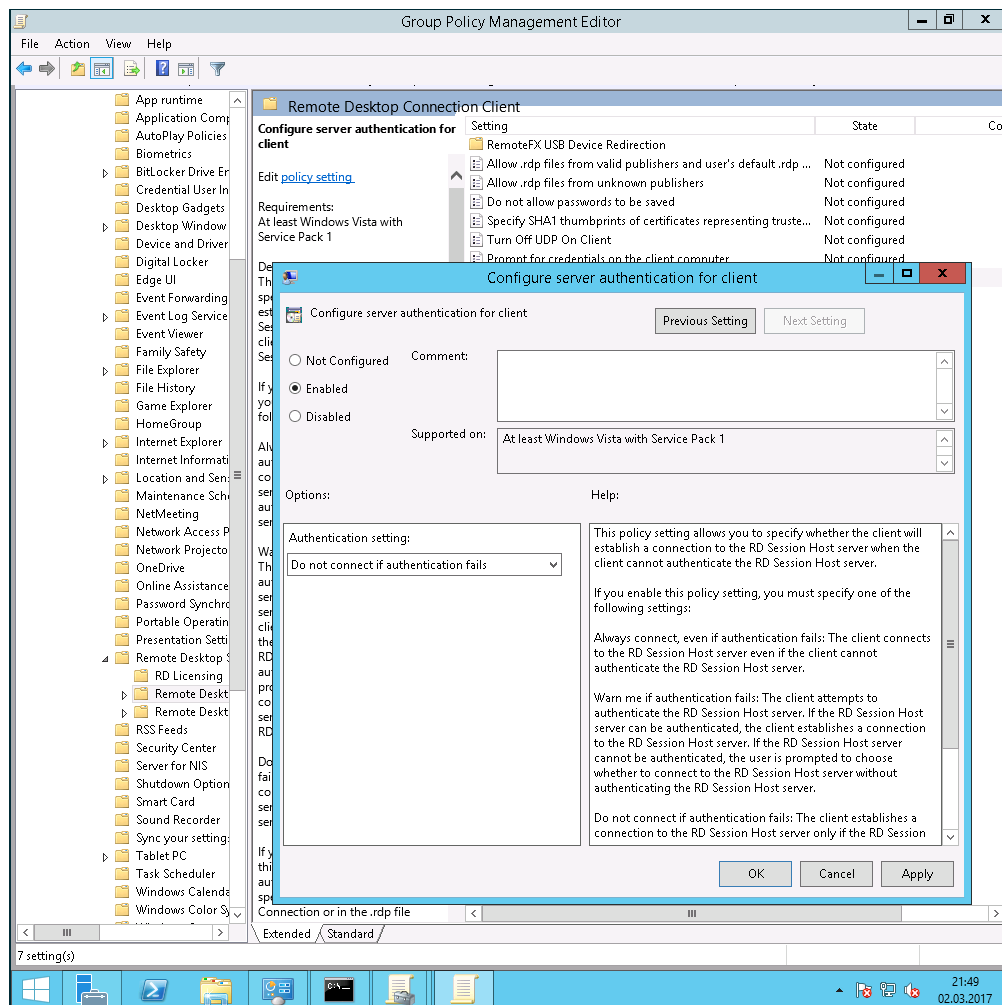 Group Policy Management Editor
File Action View Help
App runtime
Application Comp
AutoPlay Policies
Biometrics
BitLocker Drive Er
Credential User In
Desktop Gadgets
Desktop Window
Device and Driver
Digital Locker
Edge UI
Event Forwarding
Event Log Service
Event Viewer
Family Safety
File Explorer
File History
Game Explorer
HomeGroup
Internet Explorer
Internet Informati
Location and Sens
Maintenance Sche
NetMeeting
Network Access P
Network Projecto
OneDrive
Online Assistance
Password Synchro
Portable Operatin
Presentation Setti
Remote Desktop S
RD Licensing
Remote Deskt
Remote Deskt
RSS Feeds
Security Center
Server for NIS
Shutdown Option
Smart Card
Sound Recorder
Sync your settings
Tablet PC
Task Scheduler
Windows Calenda
Windows Color Sy
Remote Desktop Connection Client
Configure server authentication for
client
Edit policy setting
Requirements:
At least Windows Vista with
Service Pack 1
Setting State Co
RemoteFX USB Device Redirection
Allow .rdp files from valid publishers and user's default .rdp ... Not configured
Allow .rdp files from unknown publishers Not configured
Do not allow passwords to be saved Not configured
Specify SHA1 thumbprints of certificates representing truste... Not configured
Turn Off UDP On Client Not configured
Prompt for credentials on the client computer Not configured
Configure server authentication for client
Configure server authentication for client
Previous Setting Next Setting
Not Configured
Enabled
Disabled
Comment:
Supported on: At least Windows Vista with Service Pack 1
Options:
Authentication setting:
Do not connect if authentication fails
Help:
This policy setting allows you to specify whether the client will
establish a connection to the RD Session Host server when the
client cannot authenticate the RD Session Host server.
If you enable this policy setting, you must specify one of the
following settings:
Always connect, even if authentication fails: The client connects
to the RD Session Host server even if the client cannot
authenticate the RD Session Host server.
Warn me if authentication fails: The client attempts to
authenticate the RD Session Host server. If the RD Session Host
server can be authenticated, the client establishes a connection
to the RD Session Host server. If the RD Session Host server
cannot be authenticated, the user is prompted to choose
whether to connect to the RD Session Host server without
authenticating the RD Session Host server.
Do not connect if authentication fails: The client establishes a
connection to the RD Session Host server only if the RD Session
OK Cancel Apply
Connection or in the .rdp file
Extended Standard
7 setting(s)
21:49
02.03.2017